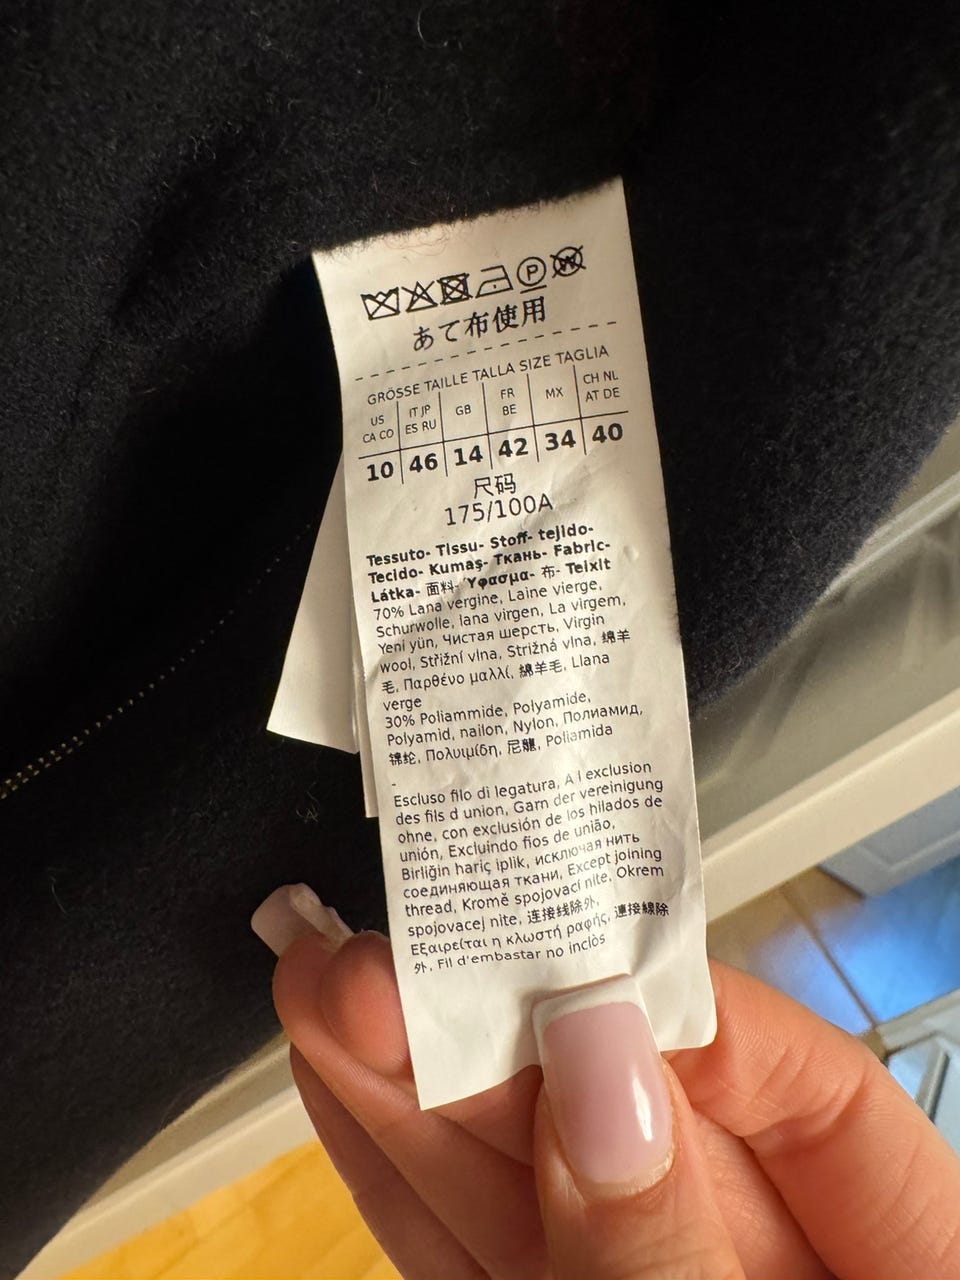 P
W
あて布使用
GRÖSSE TAILLE TALLA SIZE TAGLIA
US CA CO IT JP ES RU GB FR BE MX CH NL AT DE
10 46 14 42 34 40
尺码
175/100A
Tessuto- Tissu- Stoff- tejido-
Tecido- Kumaş- Ткань- Fabric-
Látka- 面料- Ύφασμα- 布- Teixit
70% Lana vergine, Laine vierge,
Schurwolle, lana virgen, La virgem,
Yeni yün, Чистая шерсть, Virgin
wool, Střižní vlna, Strižná vlna, 绵羊
毛, Παρθένο μαλλί, 綿羊毛, Llana
verge
30% Poliammide, Polyamide,
Polyamid, nailon, Nylon, Полиамид,
锦纶, Πολυιμίδη, 尼龍, Poliamida
-
Escluso filo di legatura, A l exclusion
des fils d union, Garn der vereinigung
ohne, con exclusión de los hilados de
unión, Excluindo fios de união,
Birliğin hariç iplik, исключая нить
соединяющая ткани, Except joining
thread, Kromě spojovací nite, Okrem
spojovacej nite, 连接线除外,
Εξαιρείται η κλωστή ραφής, 連接線除
外, Fil d'embastar no inclòs